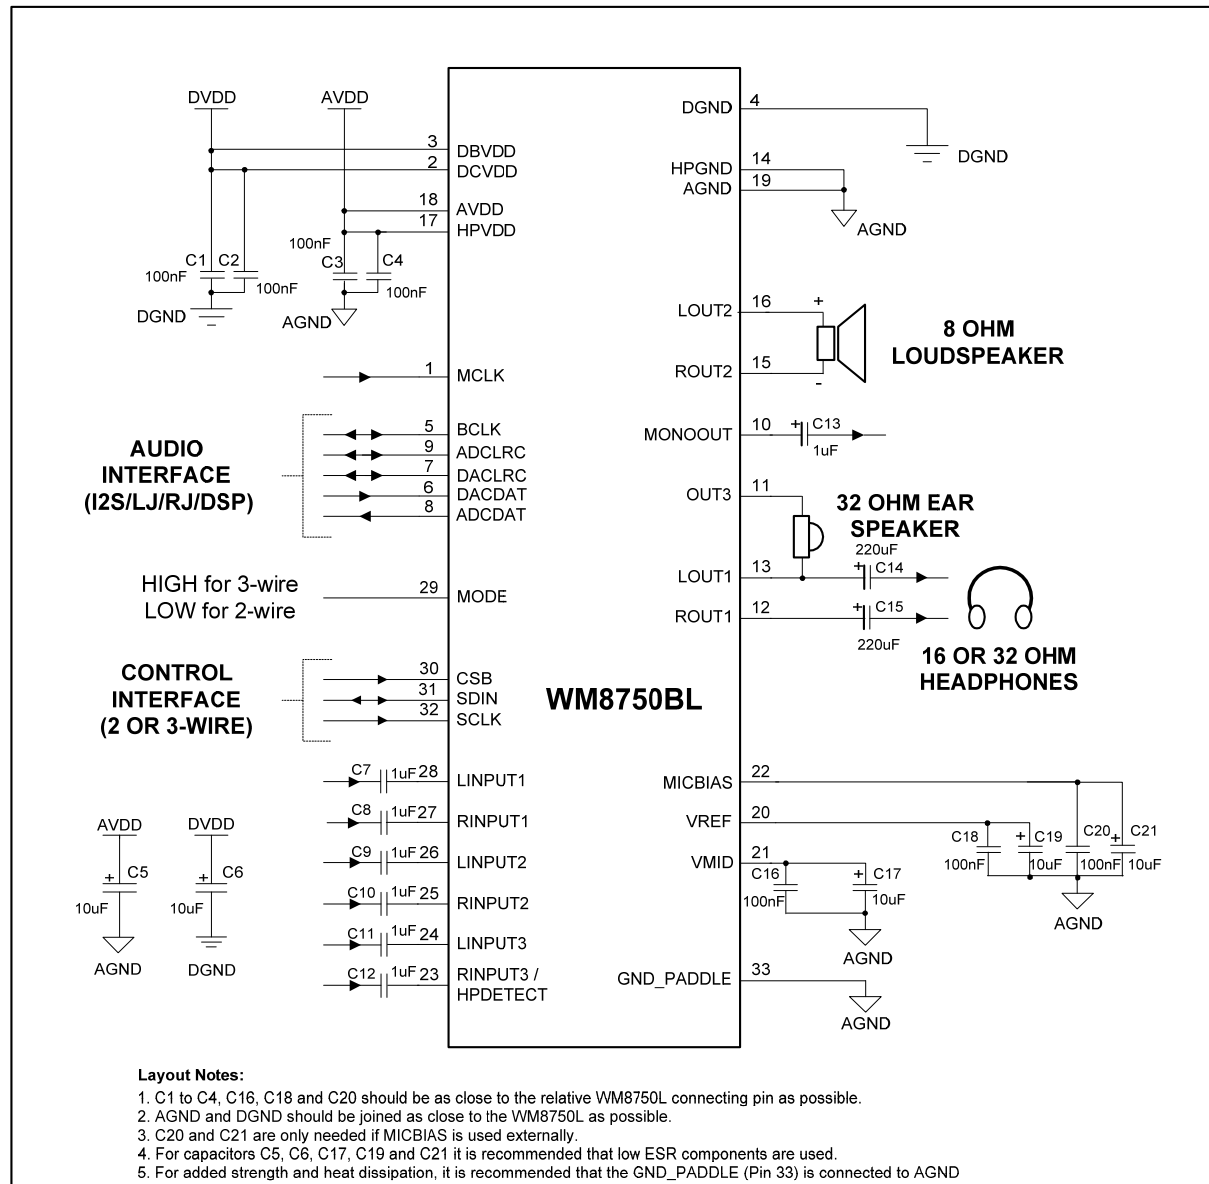 DVDD
AVDD
3
DBVDD
2
DCVDD
18
AVDD
17
HPVDD
100nF
C1
C2
C3
C4
100nF
100nF
100nF
DGND
AGND
1
MCLK
AUDIO
INTERFACE
(I2S/LJ/RJ/DSP)
5
BCLK
9
ADCLRC
7
DACLRC
6
DACDAT
8
ADCDAT
HIGH for 3-wire
LOW for 2-wire
29
MODE
CONTROL
INTERFACE
(2 OR 3-WIRE)
30
CSB
31
SDIN
32
SCLK
WM8750BL
C7
1uF
28
LINPUT1
C8
1uF
27
RINPUT1
C9
1uF
26
LINPUT2
C10
1uF
25
RINPUT2
C11
1uF
24
LINPUT3
C12
1uF
23
RINPUT3 /
HPDETECT
AVDD
DVDD
C5
C6
10uF
10uF
AGND
DGND
DGND
4
DGND
HPGND
14
AGND
19
AGND
LOUT2
16
+
ROUT2
15
-
8 OHM
LOUDSPEAKER
MONOOUT
10
+
C13
1uF
OUT3
11
32 OHM EAR
SPEAKER
220uF
LOUT1
13
+
C14
ROUT1
12
+
C15
220uF
16 OR 32 OHM
HEADPHONES
MICBIAS
22
VREF
20
C18
+
C19
C20
+
C21
100nF
10uF
100nF
10uF
AGND
VMID
21
C16
+
C17
100nF
10uF
AGND
GND_PADDLE
33
AGND
+
+
Layout Notes:
1. C1 to C4, C16, C18 and C20 should be as close to the relative WM8750L connecting pin as possible.
2. AGND and DGND should be joined as close to the WM8750L as possible.
3. C20 and C21 are only needed if MICBIAS is used externally.
4. For capacitors C5, C6, C17, C19 and C21 it is recommended that low ESR components are used.
5. For added strength and heat dissipation, it is recommended that the GND_PADDLE (Pin 33) is connected to AGND